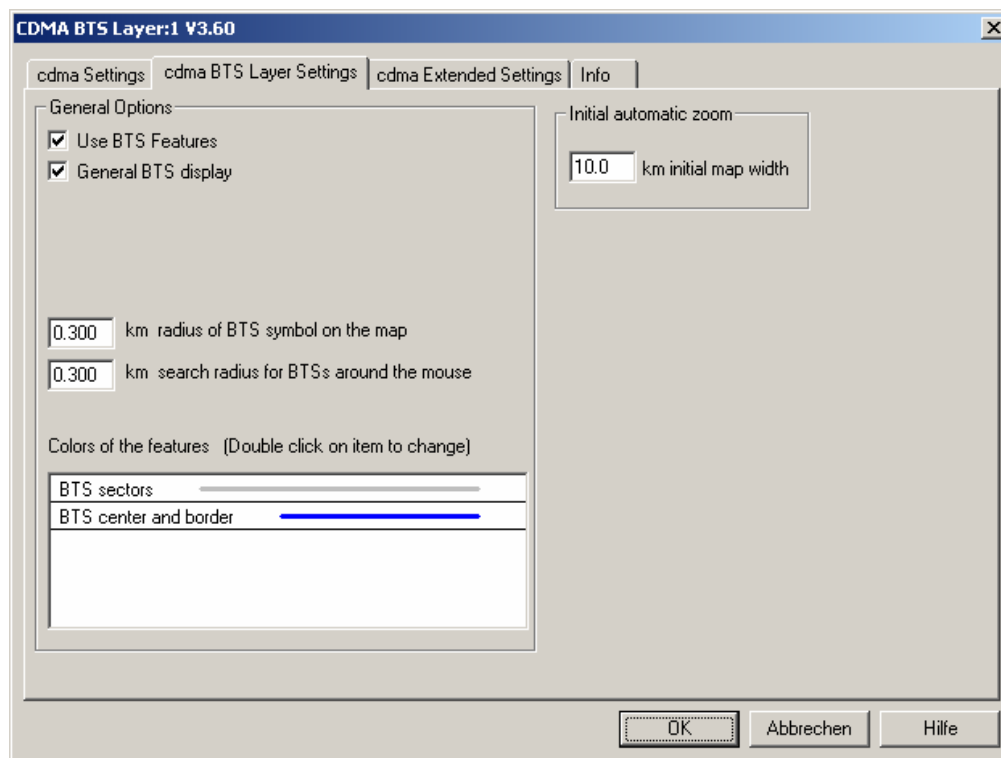 CDMA BTS Layer:1 V3.60
cdma Settings
cdma BTS Layer Settings
cdma Extended Settings
Info
General Options
Use BTS Features
General BTS display
0.300 km radius of BTS symbol on the map
0.300 km search radius for BTSs around the mouse
Colors of the features (Double click on item to change)
BTS sectors
BTS center and border
Initial automatic zoom
10.0 km initial map width
OK
Abbrechen
Hilfe